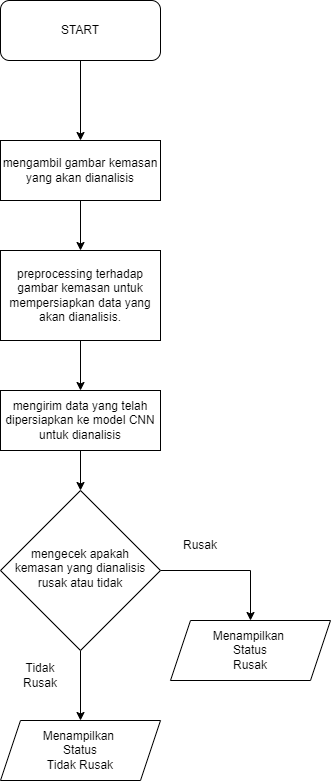 START
mengambil gambar kemasan
yang akan dianalisis
preprocessing terhadap
gambar kemasan untuk
mempersiapkan data yang
akan dianalisis.
mengirim data yang telah
dipersiapkan ke model CNN
untuk dianalisis
mengecek apakah
kemasan yang dianalisis
rusak atau tidak
Rusak
Menampilkan
Status
Rusak
Tidak
Rusak
Menampilkan
Status
Tidak Rusak